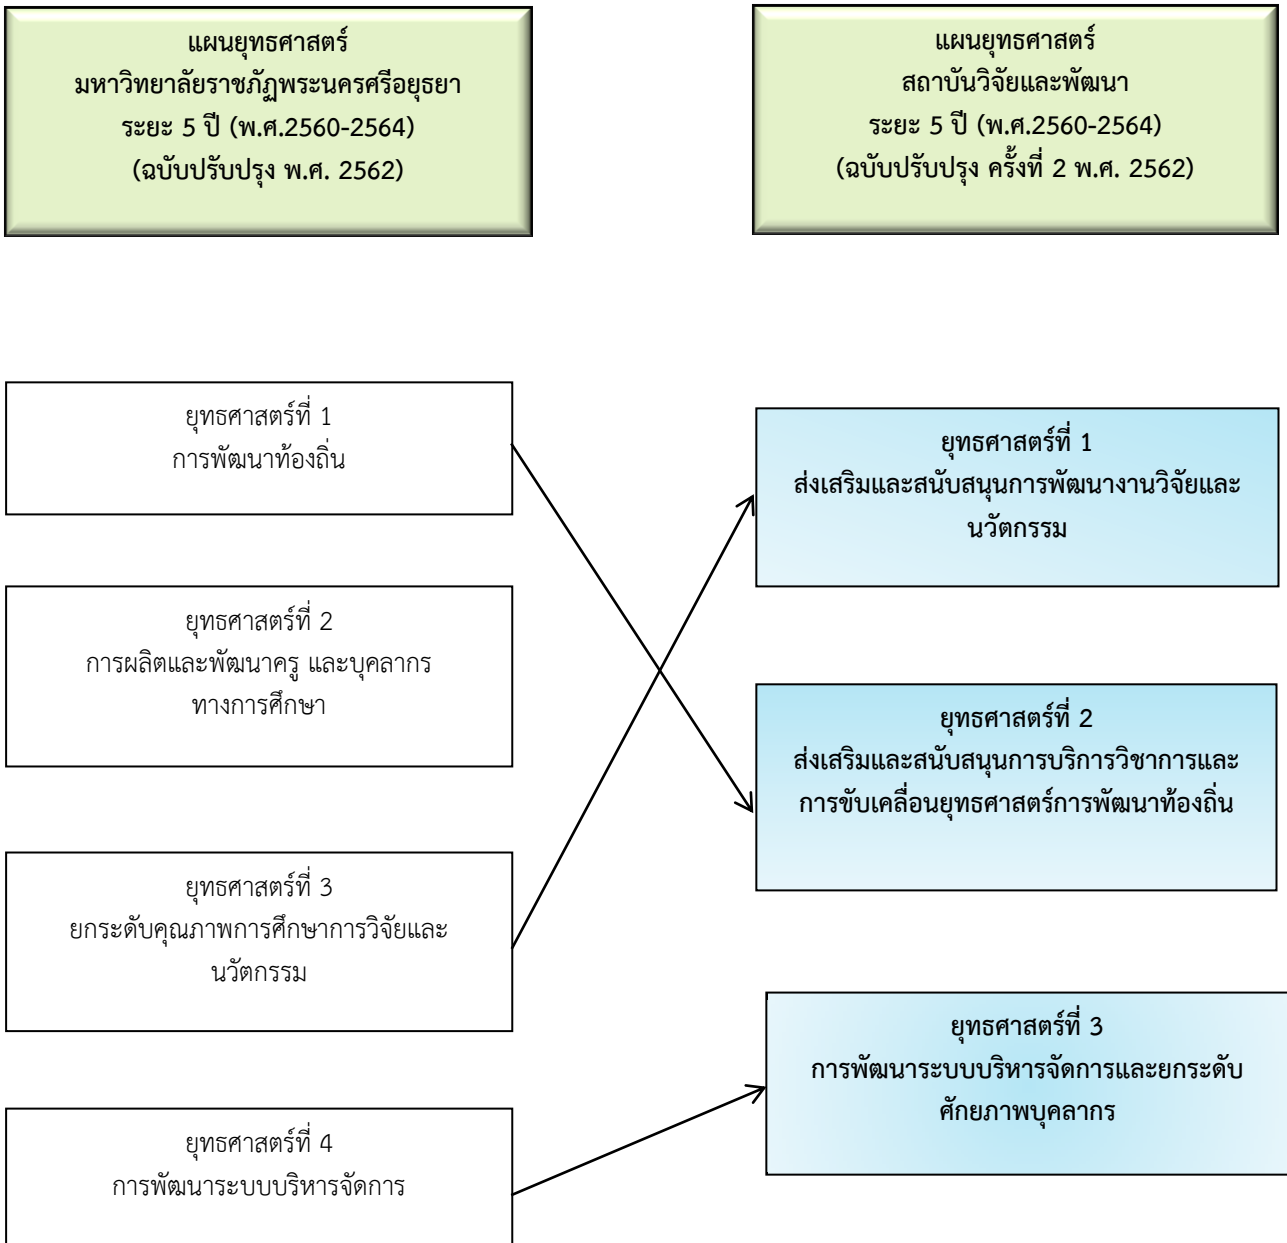 แผนยุทธศาสตร์
มหาวิทยาลัยราชภัฏพระนครศรีอยุธยา
ระยะ 5 ปี (พ.ศ.2560-2564)
(ฉบับปรับปรุง พ.ศ. 2562)
แผนยุทธศาสตร์
สถาบันวิจัยและพัฒนา
ระยะ 5 ปี (พ.ศ.2560-2564)
(ฉบับปรับปรุง ครั้งที่ 2 พ.ศ. 2562)
ยุทธศาสตร์ที่ 1
การพัฒนาท้องถิ่น
ยุทธศาสตร์ที่ 2
การผลิตและพัฒนาครู และบุคลากร
ทางการศึกษา
ยุทธศาสตร์ที่ 3
ยกระดับคุณภาพการศึกษาการวิจัยและ
นวัตกรรม
ยุทธศาสตร์ที่ 4
การพัฒนาระบบบริหารจัดการ
ยุทธศาสตร์ที่ 1
ส่งเสริมและสนับสนุนการพัฒนางานวิจัยและ
นวัตกรรม
ยุทธศาสตร์ที่ 2
ส่งเสริมและสนับสนุนการบริการวิชาการและ
การขับเคลื่อนยุทธศาสตร์การพัฒนาท้องถิ่น
ยุทธศาสตร์ที่ 3
การพัฒนาระบบบริหารจัดการและยกระดับ
ศักยภาพบุคลากร